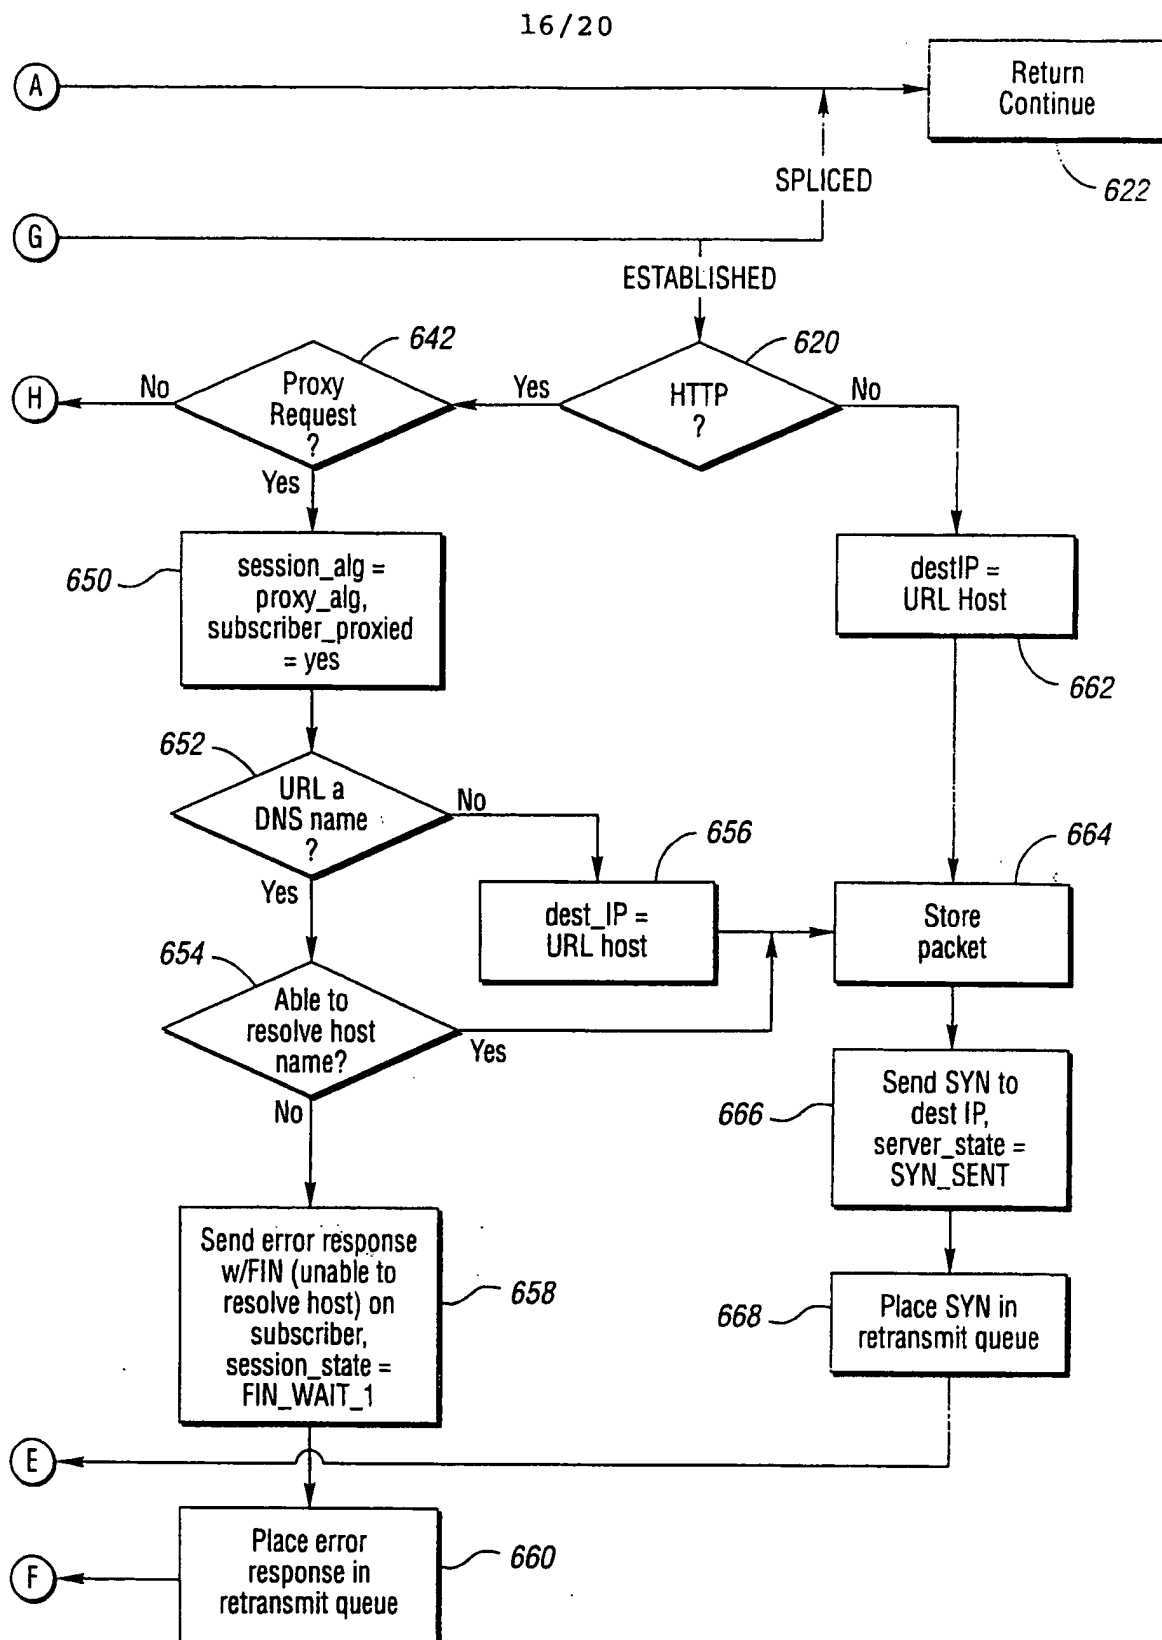 16/20
A
Return
Continue
622
SPLICED
G
ESTABLISHED
642
620
H
No
Proxy
Request
?
Yes
HTTP
?
No
Yes
650
session_alg =
proxy_alg,
subscriber_proxied
= yes
destIP =
URL Host
662
652
URL a
DNS name
?
No
Yes
656
dest_IP =
URL host
664
Store
packet
654
Able to
resolve host
name?
Yes
No
666
Send SYN to
dest IP,
server_state =
SYN_SENT
Send error response
w/FIN (unable to
resolve host) on
subscriber,
session_state =
FIN_WAIT_1
658
668
Place SYN in
retransmit queue
E
Place error
response in
retransmit queue
660
F